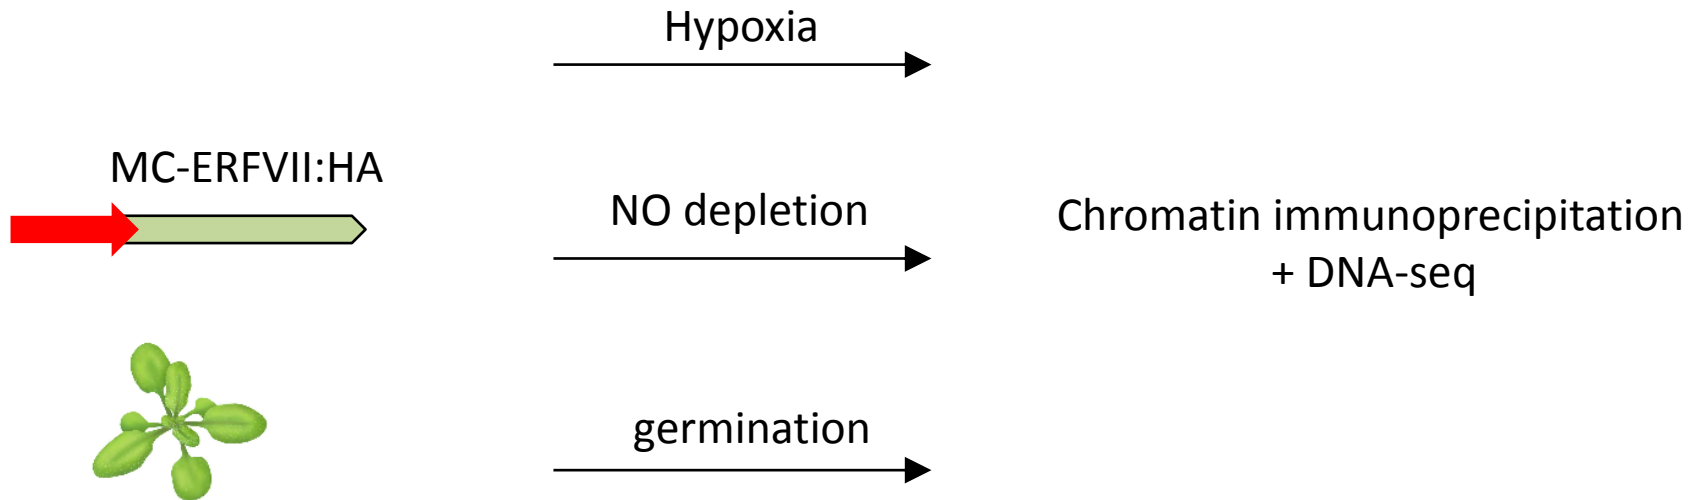 Hypoxia
MC-ERFVII:HA
NO depletion
Chromatin immunoprecipitation
+ DNA-seq
germination